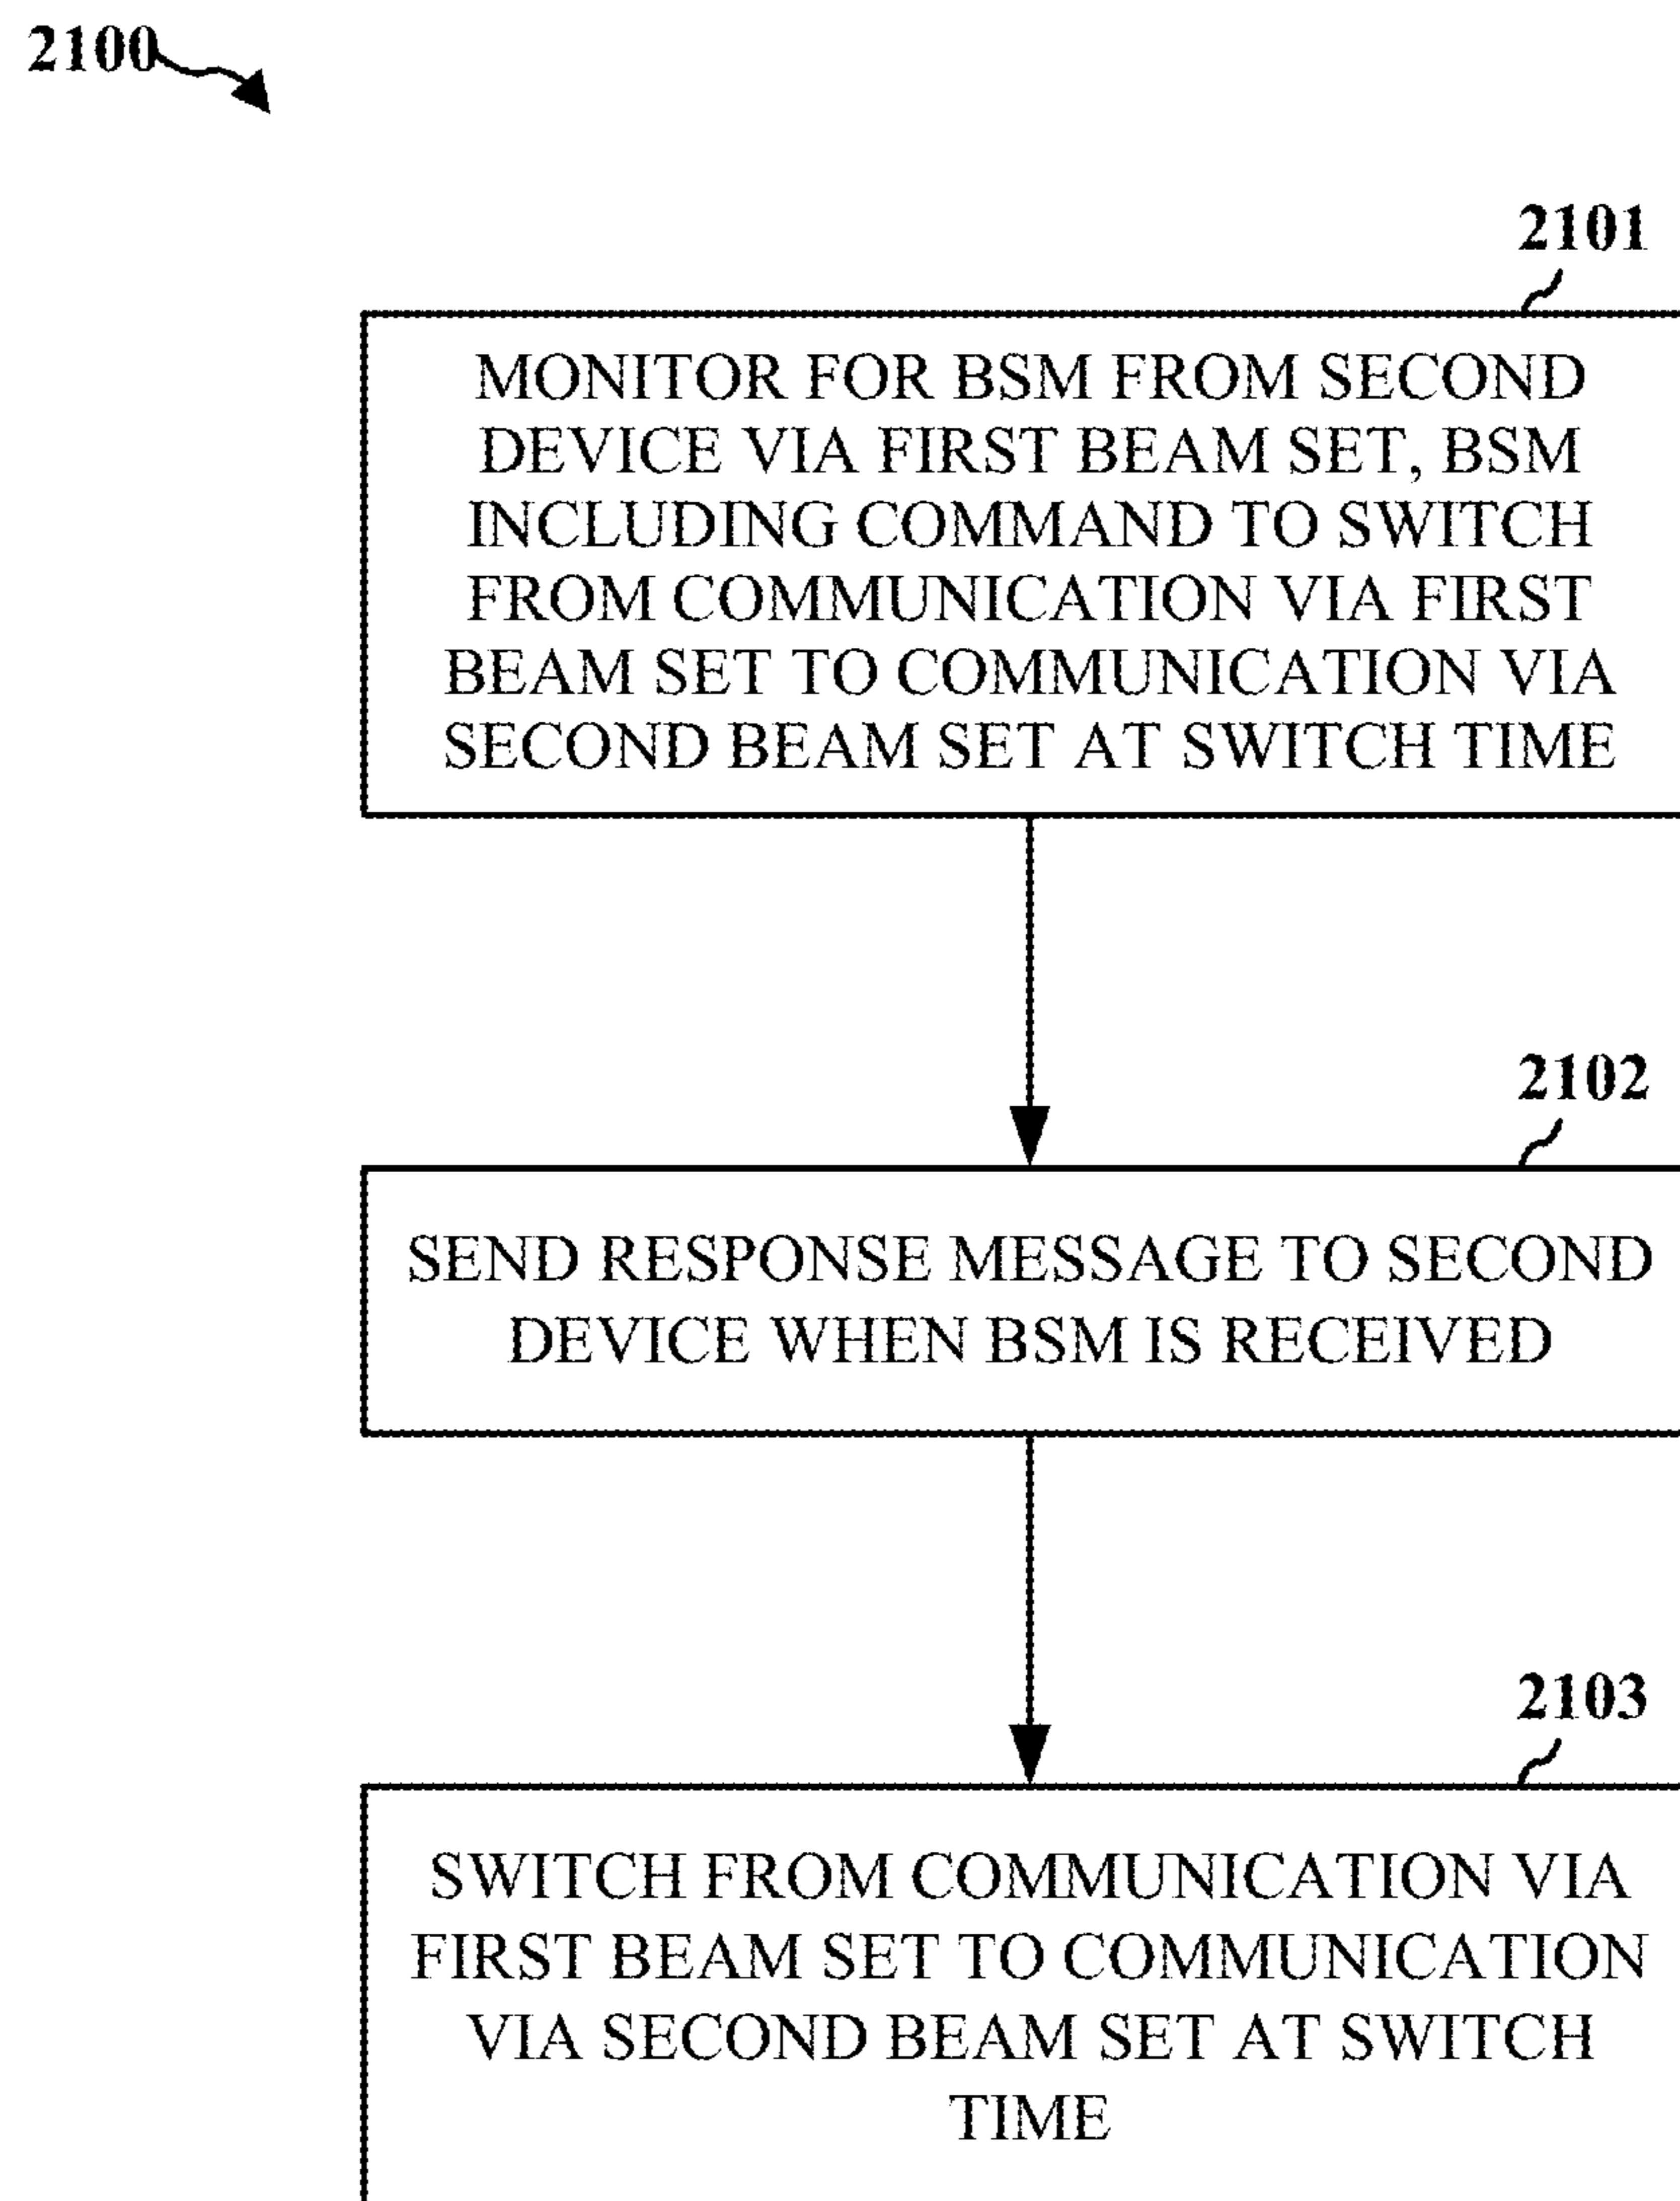 2100
2101
MONITOR FOR BSM FROM SECOND
DEVICE VIA FIRST BEAM SET, BSM
INCLUDING COMMAND TO SWITCH
FROM COMMUNICATION VIA FIRST
BEAM SET TO COMMUNICATION VIA
SECOND BEAM SET AT SWITCH TIME
2102
SEND RESPONSE MESSAGE TO SECOND
DEVICE WHEN BSM IS RECEIVED
2103
SWITCH FROM COMMUNICATION VIA
FIRST BEAM SET TO COMMUNICATION
VIA SECOND BEAM SET AT SWITCH
TIME